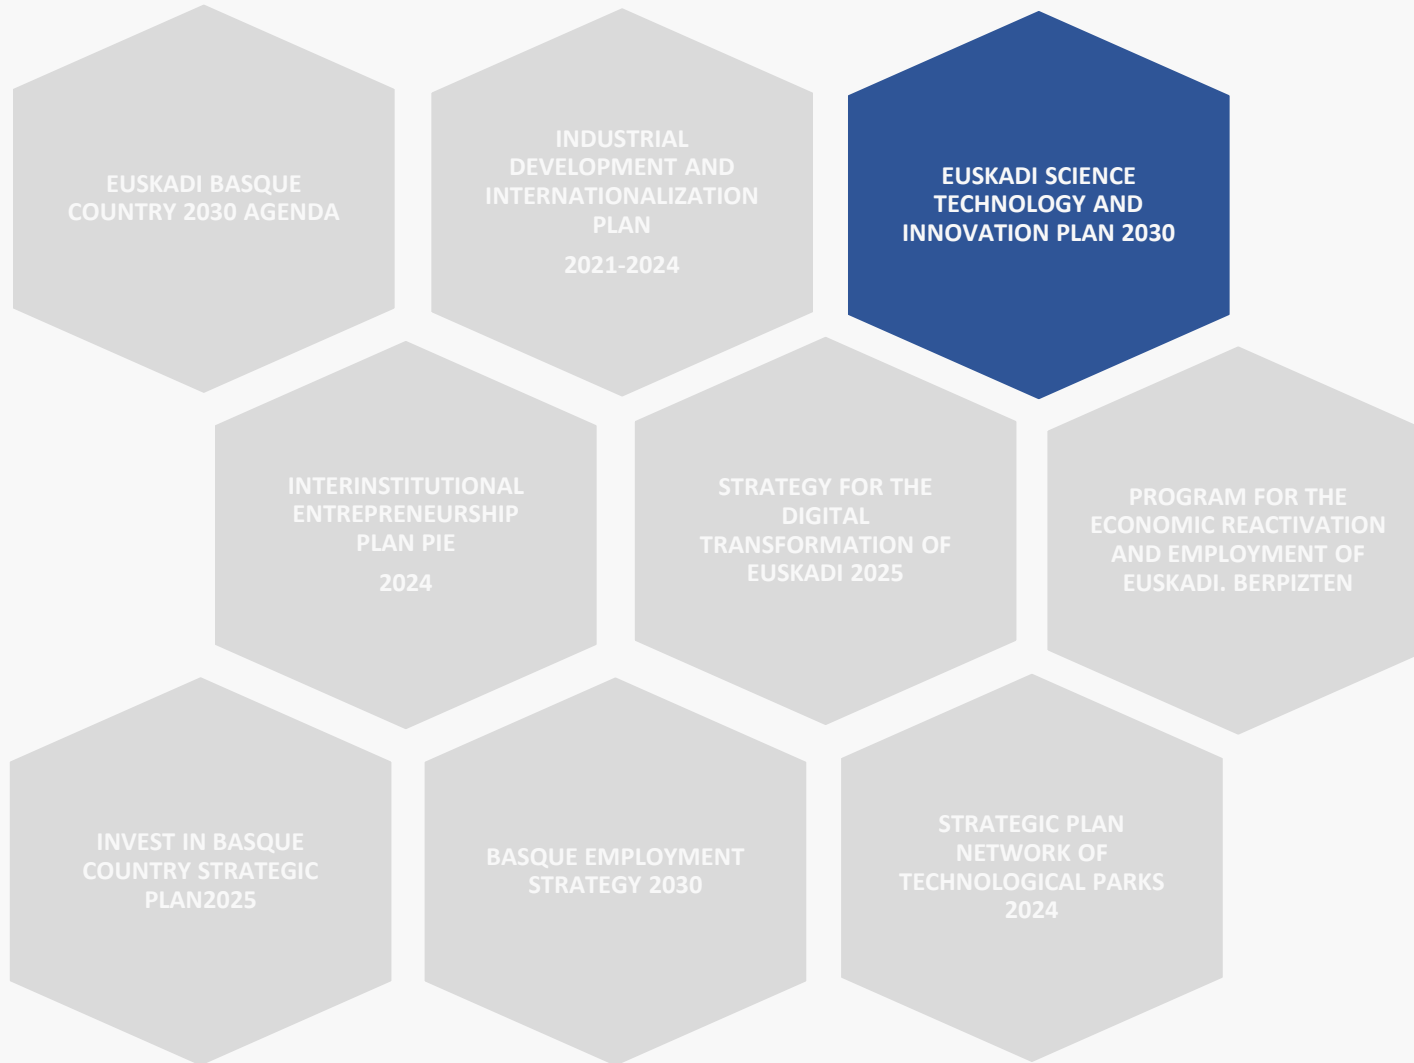 EUSKADI BASQUE
COUNTRY 2030 AGENDA
INDUSTRIAL
DEVELOPMENT AND
INTERNATIONALIZATION
PLAN
2021-2024
EUSKADI SCIENCE
TECHNOLOGY AND
INNOVATION PLAN 2030
INTERINSTITUTIONAL
ENTREPRENEURSHIP
PLAN PIE
2024
STRATEGY FOR THE
DIGITAL
TRANSFORMATION OF
EUSKADI 2025
PROGRAM FOR THE
ECONOMIC REACTIVATION
AND EMPLOYMENT OF
EUSKADI. BERPIZTEN
INVEST IN BASQUE
COUNTRY STRATEGIC
PLAN2025
BASQUE EMPLOYMENT
STRATEGY 2030
STRATEGIC PLAN
NETWORK OF
TECHNOLOGICAL PARKS
2024